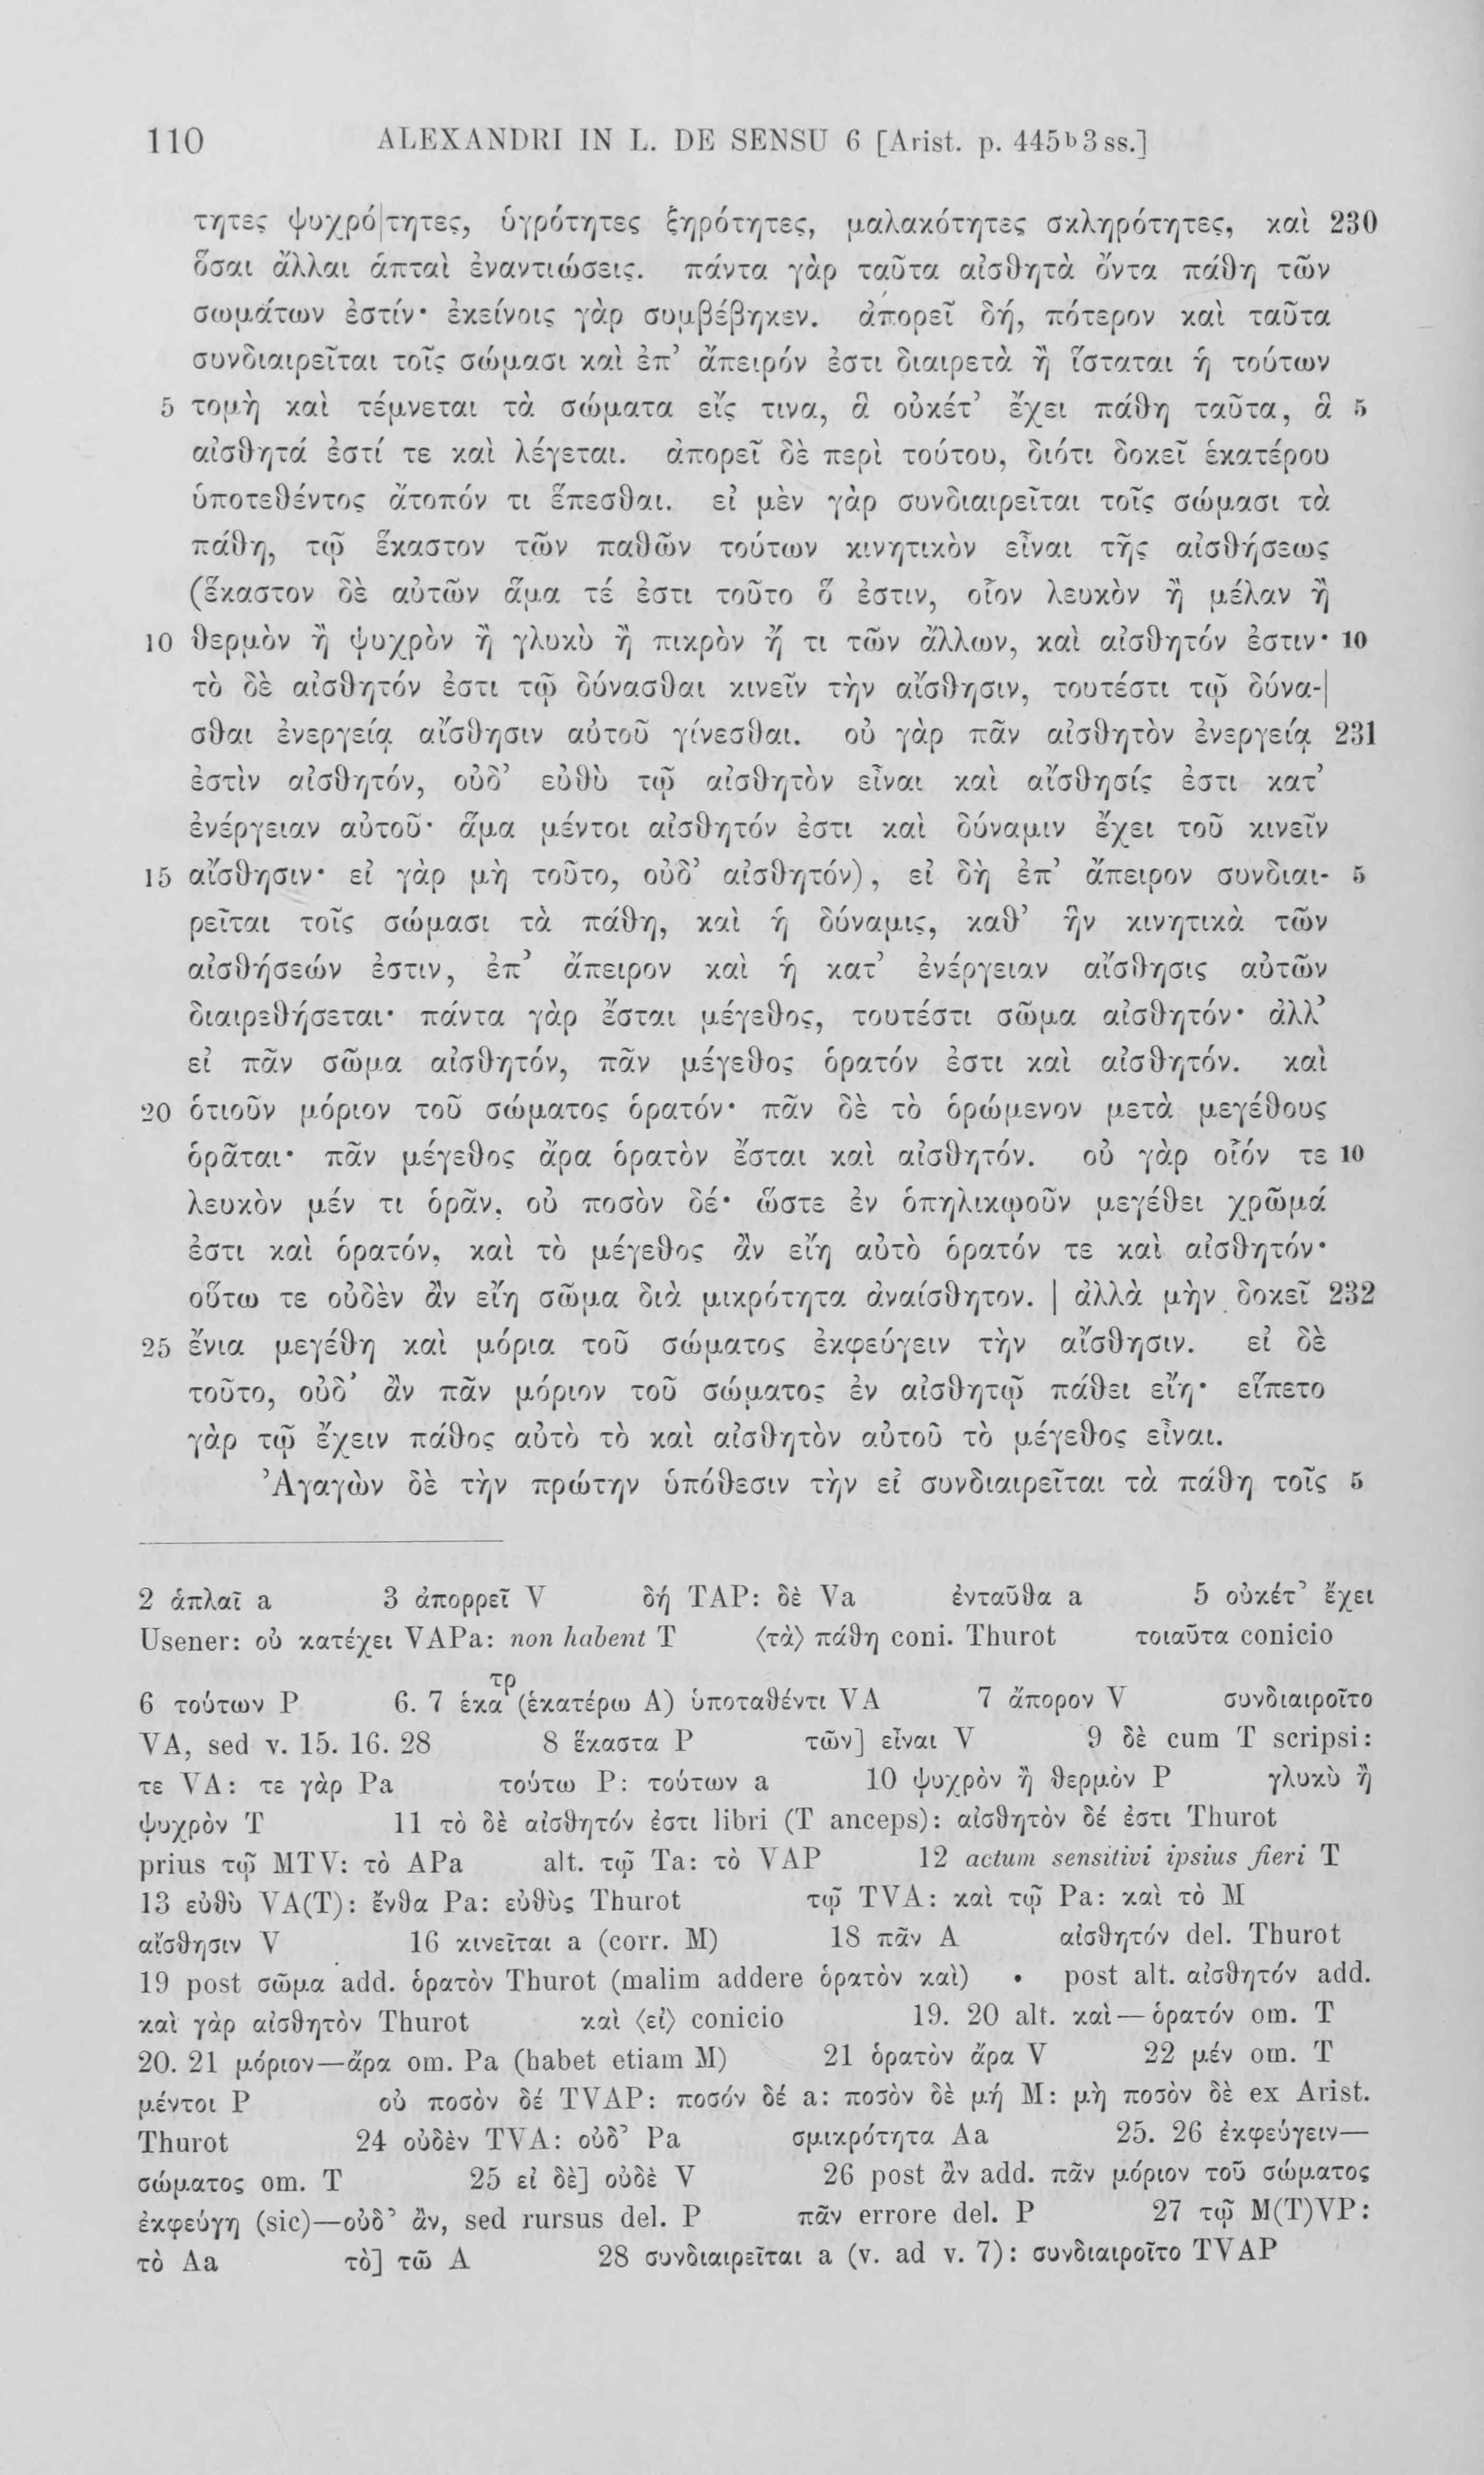 110 ALEXANDRI IN L. DE SENSU 6 [Arist. p. 445ᵇ3 ss.]
τητες ψυχρό|τητες, ὑγρότητες ξηρότητες, μαλακότητες σκληρότητες, καὶ 230
ὅσαι ἄλλαι ἁπταὶ ἐναντιώσεις. πάντα γὰρ ταῦτα αἰσθητὰ ὄντα πάθη τῶν
σωμάτων ἐστίν· ἐκείνοις γὰρ συμβέβηκεν. ἀπορεῖ δή, πότερον καὶ ταῦτα
συνδιαιρεῖται τοῖς σώμασι καὶ ἐπ’ ἄπειρόν ἐστι διαιρετὰ ἢ ἵσταται ἡ τούτων
5 τομὴ καὶ τέμνεται τὰ σώματα εἴς τινα, ἃ οὐκέτ’ ἔχει πάθη ταῦτα, ἃ 5
αἰσθητά ἐστί τε καὶ λέγεται. ἀπορεῖ δὲ περὶ τούτου, διότι δοκεῖ ἑκατέρου
ὑποτεθέντος ἄτοπόν τι ἕπεσθαι. εἰ μὲν γὰρ συνδιαιρεῖται τοῖς σώμασι τὰ
πάθη, τῷ ἕκαστον τῶν παθῶν τούτων κινητικὸν εἶναι τῆς αἰσθήσεως
(ἕκαστον δὲ αὐτῶν ἅμα τέ ἐστι τοῦτο ὅ ἐστιν, οἷον λευκὸν ἢ μέλαν ἢ
10 θερμὸν ἢ ψυχρὸν ἢ γλυκὺ ἢ πικρὸν ἤ τι τῶν ἄλλων, καὶ αἰσθητόν ἐστιν· 10
τὸ δὲ αἰσθητόν ἐστι τῷ δύνασθαι κινεῖν τὴν αἴσθησιν, τουτέστι τῷ δύνα-|
σθαι ἐνεργείᾳ αἴσθησιν αὐτοῦ γίνεσθαι. οὐ γὰρ πᾶν αἰσθητὸν ἐνεργείᾳ 231
ἐστὶν αἰσθητόν, οὐδ’ εὐθὺ τῷ αἰσθητὸν εἶναι καὶ αἴσθησίς ἐστι κατ’
ἐνέργειαν αὐτοῦ· ἅμα μέντοι αἰσθητόν ἐστι καὶ δύναμιν ἔχει τοῦ κινεῖν
15 αἴσθησιν· εἰ γὰρ μὴ τοῦτο, οὐδ’ αἰσθητόν), εἰ δὴ ἐπ’ ἄπειρον συνδιαι- 5
ρεῖται τοῖς σώμασι τὰ πάθη, καὶ ἡ δύναμις, καθ’ ἣν κινητικὰ τῶν
αἰσθήσεών ἐστιν, ἐπ’ ἄπειρον καὶ ἡ κατ’ ἐνέργειαν αἴσθησις αὐτῶν
διαιρεθήσεται· πάντα γὰρ ἔσται μέγεθος, τουτέστι σῶμα αἰσθητόν· ἀλλ’
εἰ πᾶν σῶμα αἰσθητόν, πᾶν μέγεθος ὁρατόν ἐστι καὶ αἰσθητόν. καὶ
20 ὁτιοῦν μόριον τοῦ σώματος ὁρατόν· πᾶν δὲ τὸ ὁρώμενον μετὰ μεγέθους
ὁρᾶται· πᾶν μέγεθος ἄρα ὁρατὸν ἔσται καὶ αἰσθητόν. οὐ γὰρ οἷόν τε 10
λευκὸν μέν τι ὁρᾶν, οὐ ποσὸν δέ· ὥστε ἐν ὁπηλικῳοῦν μεγέθει χρῶμά
ἐστι καὶ ὁρατόν, καὶ τὸ μέγεθος ἂν εἴη αὐτὸ ὁρατόν τε καὶ αἰσθητόν·
οὕτω τε οὐδὲν ἂν εἴη σῶμα διὰ μικρότητα ἀναίσθητον. | ἀλλὰ μὴν δοκεῖ 232
25 ἔνια μεγέθη καὶ μόρια τοῦ σώματος ἐκφεύγειν τὴν αἴσθησιν. εἰ δὲ
τοῦτο, οὐδ’ ἂν πᾶν μόριον τοῦ σώματος ἐν αἰσθητῷ πάθει εἴη· εἵπετο
γὰρ τῷ ἔχειν πάθος αὐτὸ τὸ καὶ αἰσθητὸν αὐτοῦ τὸ μέγεθος εἶναι.
Ἀγαγὼν δὲ τὴν πρώτην ὑπόθεσιν τὴν εἰ συνδιαιρεῖται τὰ πάθη τοῖς 5
2 ἁπλαῖ a 3 ἀπορρεῖ V δή TAP: δὲ Va ἐνταῦθα a 5 οὐκέτ’ ἔχει
Usener: οὐ κατέχει VAPa: non habent T ⟨τὰ⟩ πάθη coni. Thurot τοιαῦτα conicio
6 τούτων P 6. 7 ἑκατρ (ἑκατέρω A) ὑποταθέντι VA 7 ἄπορον V συνδιαιροῖτο
VA, sed v. 15. 16. 28 8 ἕκαστα P τῶν] εἶναι V 9 δὲ cum T scripsi:
τε VA: τε γὰρ Pa τούτω P: τούτων a 10 ψυχρὸν ἢ θερμὸν P γλυκὺ ἢ
ψυχρὸν T 11 τὸ δὲ αἰσθητόν ἐστι libri (T anceps): αἰσθητὸν δέ ἐστι Thurot
prius τῷ MTV: τὸ APa alt. τῷ Ta: τὸ VAP 12 actum sensitivi ipsius fieri T
13 εὐθὺ VA(T): ἔνθα Pa: εὐθὺς Thurot τῷ TVA: καὶ τῷ Pa: καὶ τὸ M
αἴσθησιν V 16 κινεῖται a (corr. M) 18 πᾶν A αἰσθητόν del. Thurot
19 post σῶμα add. ὁρατὸν Thurot (malim addere ὁρατὸν καὶ) • post alt. αἰσθητόν add.
καὶ γὰρ αἰσθητὸν Thurot καὶ ⟨εἰ⟩ conicio 19. 20 alt. καὶ — ὁρατόν om. T
20. 21 μόριον—ἄρα om. Pa (habet etiam M) 21 ὁρατὸν ἄρα V 22 μέν om. T
μέντοι P οὐ ποσὸν δέ TVAP: ποσόν δέ a: ποσὸν δὲ μή M: μὴ ποσὸν δὲ ex Arist.
Thurot 24 οὐδὲν TVA: οὐδ’ Pa σμικρότητα Aa 25. 26 ἐκφεύγειν—
σώματος om. T 25 εἰ δὲ] οὐδὲ V 26 post ἂν add. πᾶν μόριον τοῦ σώματος
ἐκφεύγη (sic)—οὐδ’ ἂν, sed rursus del. P πᾶν errore del. P 27 τῷ M(T)VP:
τὸ Aa τὸ] τῶ A 28 συνδιαιρεῖται a (v. ad v. 7): συνδιαιροῖτο TVAP